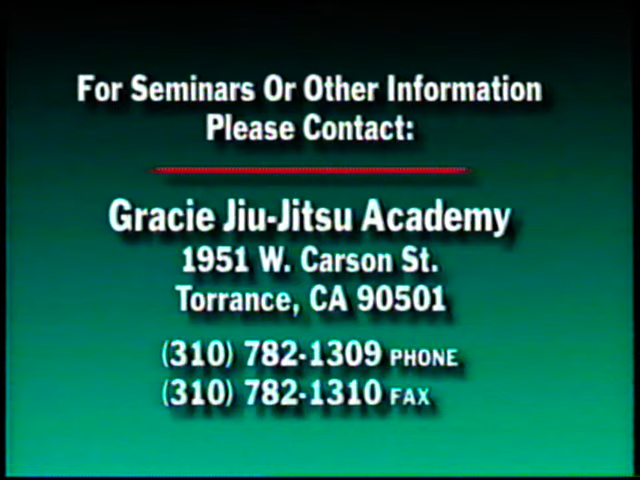 For Seminars Or Other Information
Please Contact:
Gracie Jiu-Jitsu Academy
1951 W. Carson St.
Torrance, CA 90501
(310) 782-1309 PHONE
(310) 782-1310 FAX